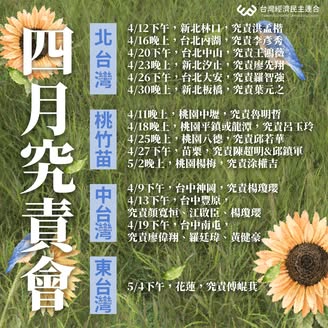 台灣經濟民主連合
四月究責會
北台灣
4/12下午，新北林口，究責洪孟楷
4/16晚上，台北內湖，究責李彥秀
4/20下午，台北中山，究責王鴻薇
4/23晚上，新北汐止，究責廖先翔
4/26下午，台北大安，究責羅智強
4/30晚上，新北板橋，究責葉元之
桃竹苗
4/11晚上，桃園中壢，究責魯明哲
4/18晚上，桃園平鎮或龍潭，究責呂玉玲
4/25晚上，桃園八德，究責邱若華
4/27下午，苗栗，究責陳超明及邱鎮軍
5/2晚上，桃園楊梅，究責涂權吉
中台灣
4/9下午，台中神岡，究責楊瓊瓔
4/13下午，台中豐原，
究責顏寬恒、江啟臣、楊瓊瓔
4/19下午，台中南屯，
究責廖偉翔、羅廷瑋、黃健豪
東台灣
5/4下午，花蓮，究責傅崐萁